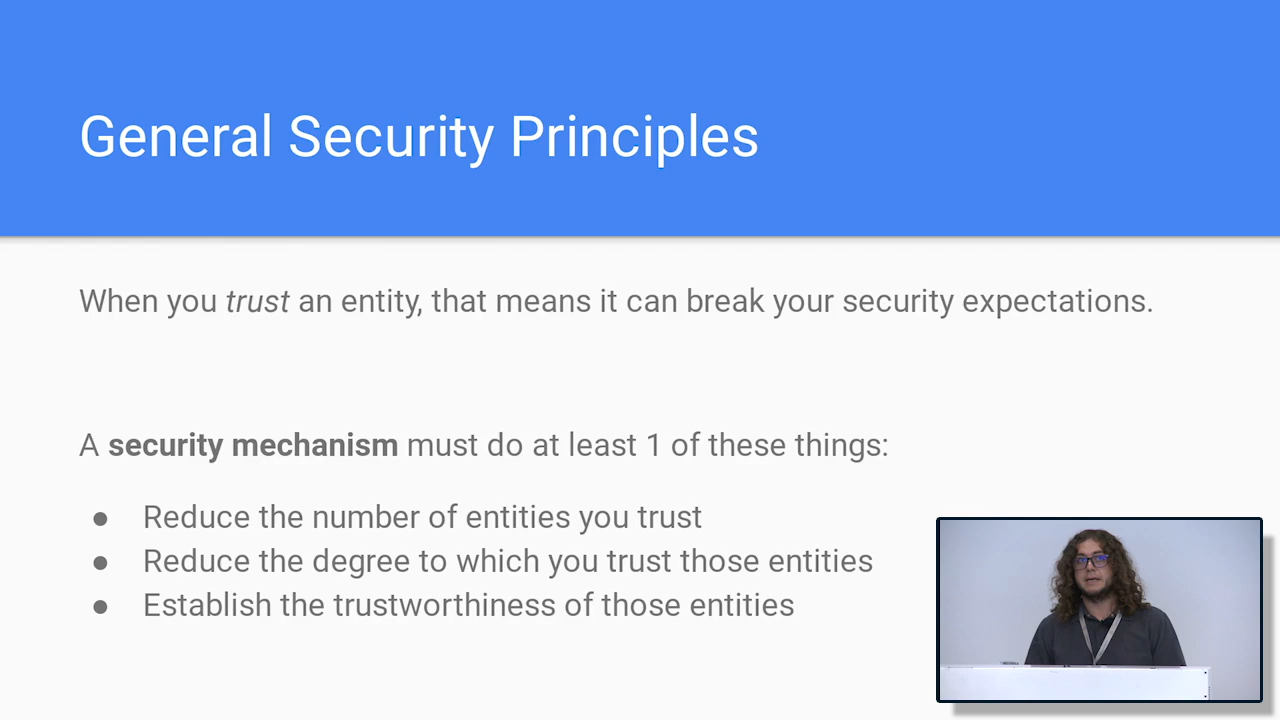 General Security Principles
When you trust an entity, that means it can break your security expectations.
A security mechanism must do at least 1 of these things:
● Reduce the number of entities you trust
● Reduce the degree to which you trust those entities
● Establish the trustworthiness of those entities